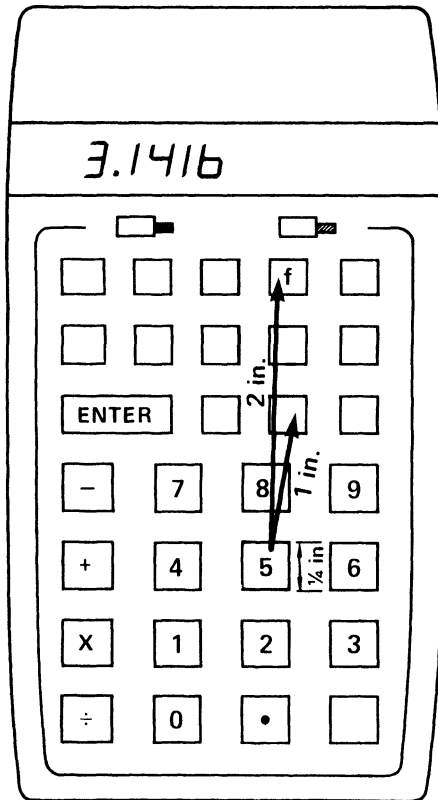 3.1416
f
2 in.
ENTER
1 in.
- 7 8 9
+ 4 5 ¼ in 6
X 1 2 3
÷ 0 •